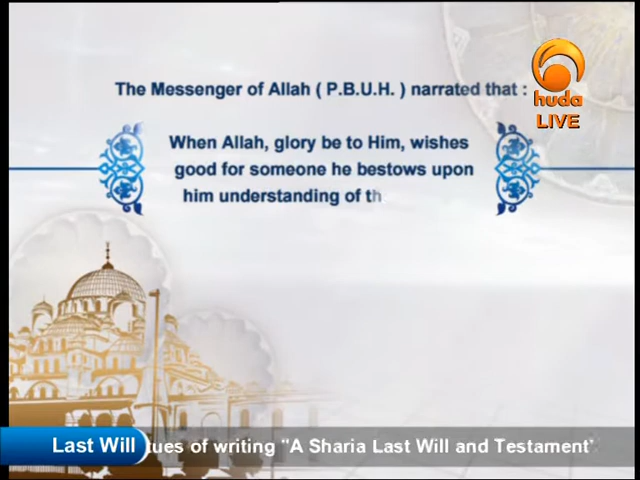 The Messenger of Allah ( P.B.U.H. ) narrated that :
huda
LIVE
When Allah, glory be to Him, wishes
good for someone he bestows upon
him understanding of th
Last Will
tues of writing "A Sharia Last Will and Testament"